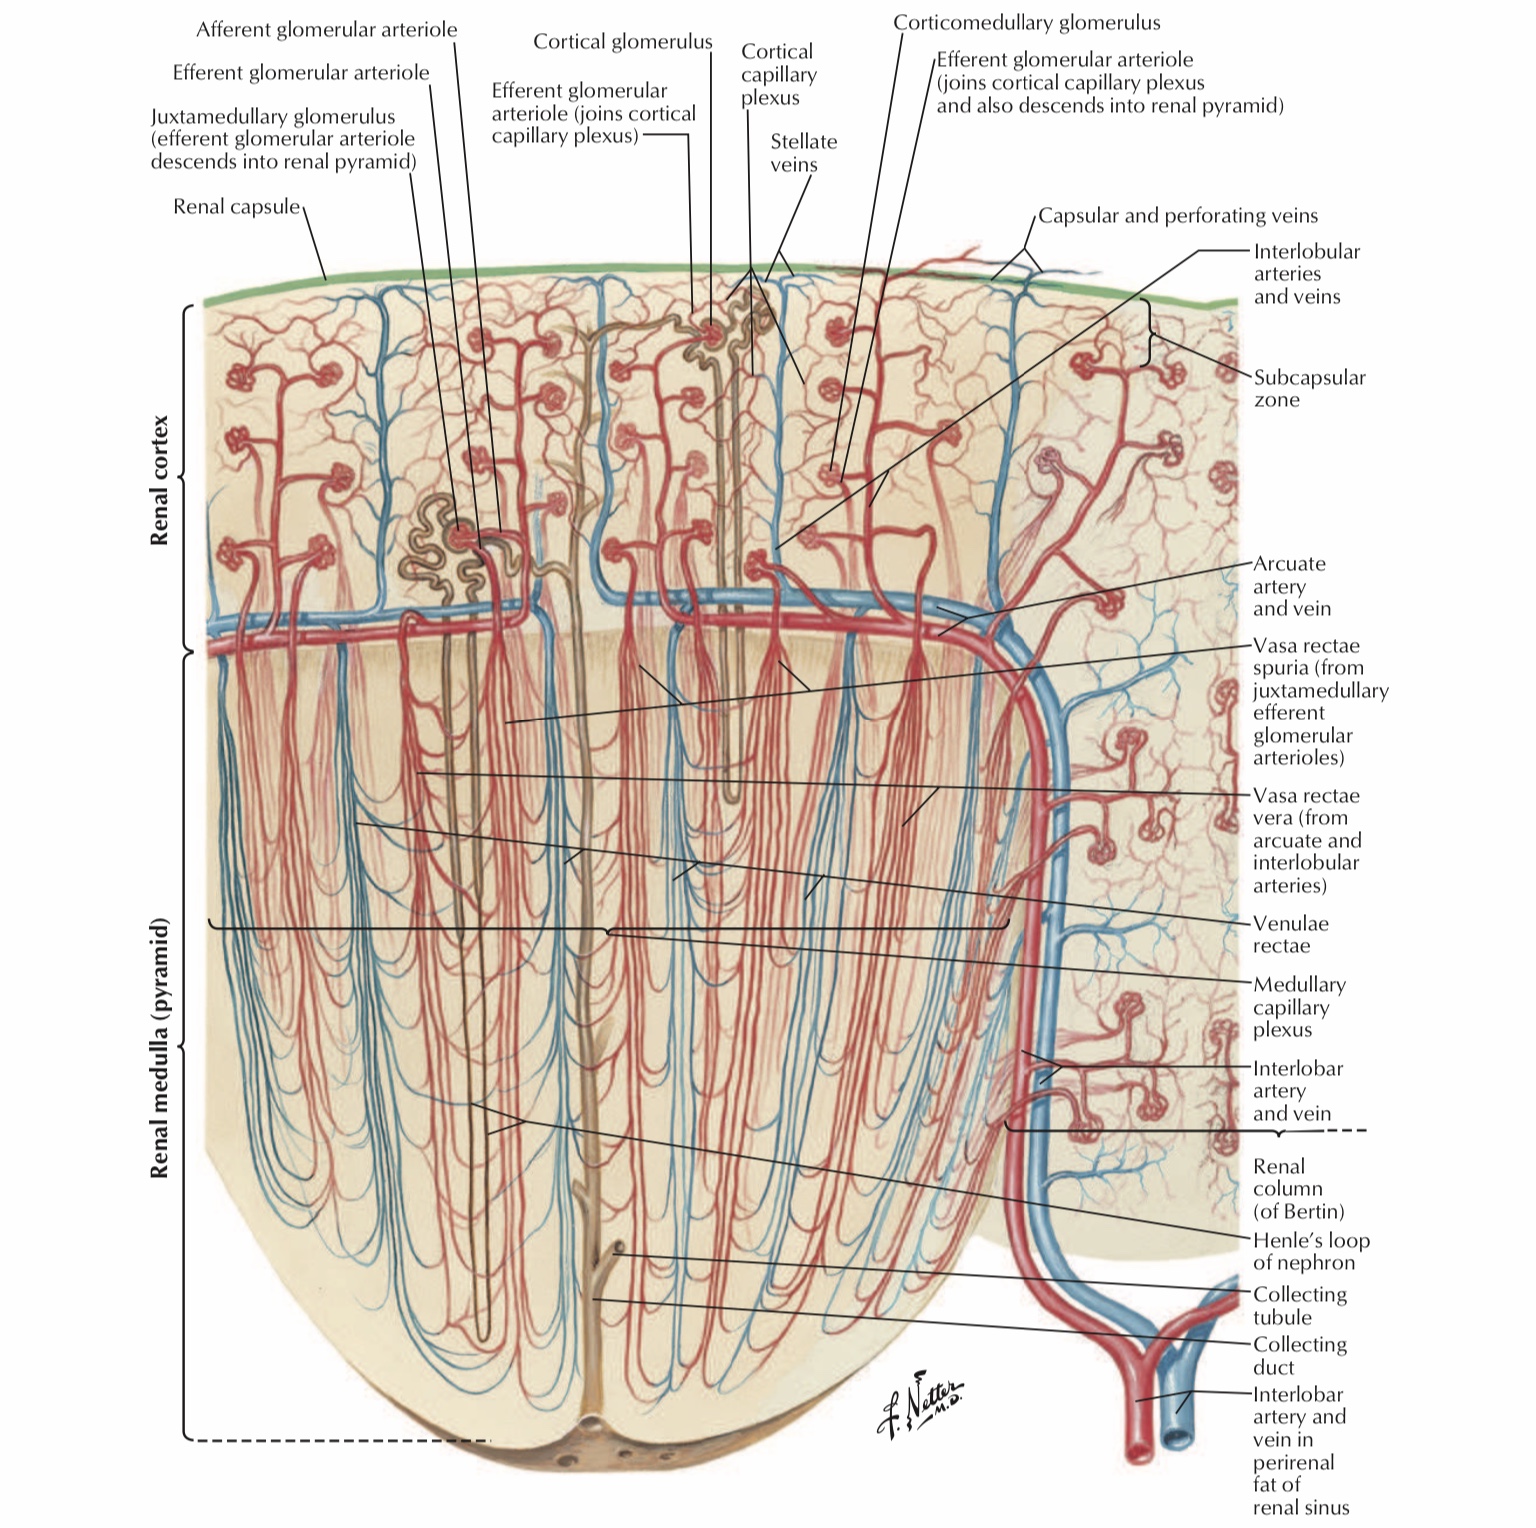 Afferent glomerular arteriole
Efferent glomerular arteriole
Juxtamedullary glomerulus
(efferent glomerular arteriole
descends into renal pyramid)
Renal capsule
Cortical glomerulus
Efferent glomerular
arteriole (joins cortical
capillary plexus)
Cortical
capillary
plexus
Stellate
veins
Corticomedullary glomerulus
Efferent glomerular arteriole
(joins cortical capillary plexus
and also descends into renal pyramid)
Capsular and perforating veins
Interlobular
arteries
and veins
Subcapsular
zone
Arcuate
artery
and vein
Vasa rectae
spuria (from
juxtamedullary
efferent
glomerular
arterioles)
Vasa rectae
vera (from
arcuate and
interlobular
arteries)
Venulae
rectae
Medullary
capillary
plexus
Interlobar
artery
and vein
Renal
column
(of Bertin)
Henle’s loop
of nephron
Collecting
tubule
Collecting
duct
Interlobar
artery and
vein in
perirenal
fat of
renal sinus
Renal cortex
Renal medulla (pyramid)
F. Netter
M.D.